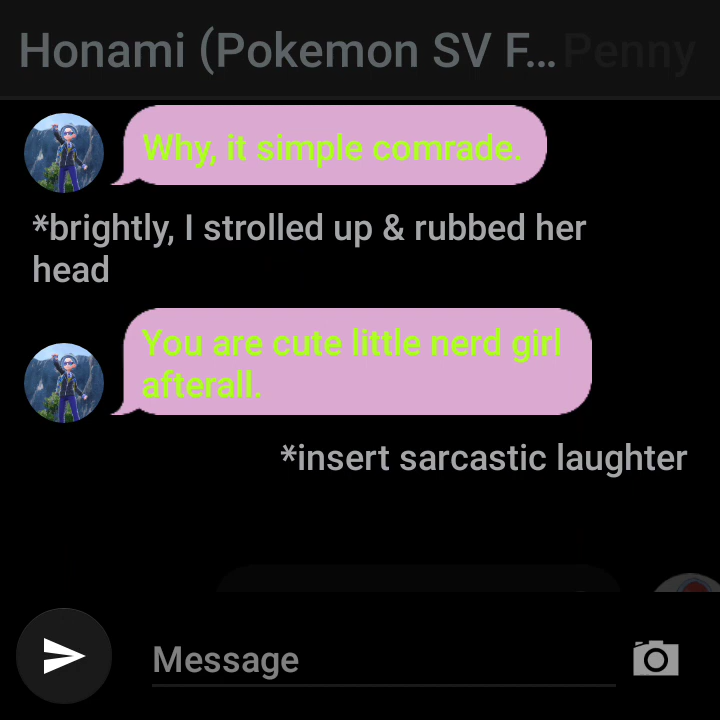 Honami (Pokemon SV F... Penny
Why, it simple comrade.
*brightly, I strolled up & rubbed her
head
You are cute little nerd girl
afterall.
*insert sarcastic laughter
Message